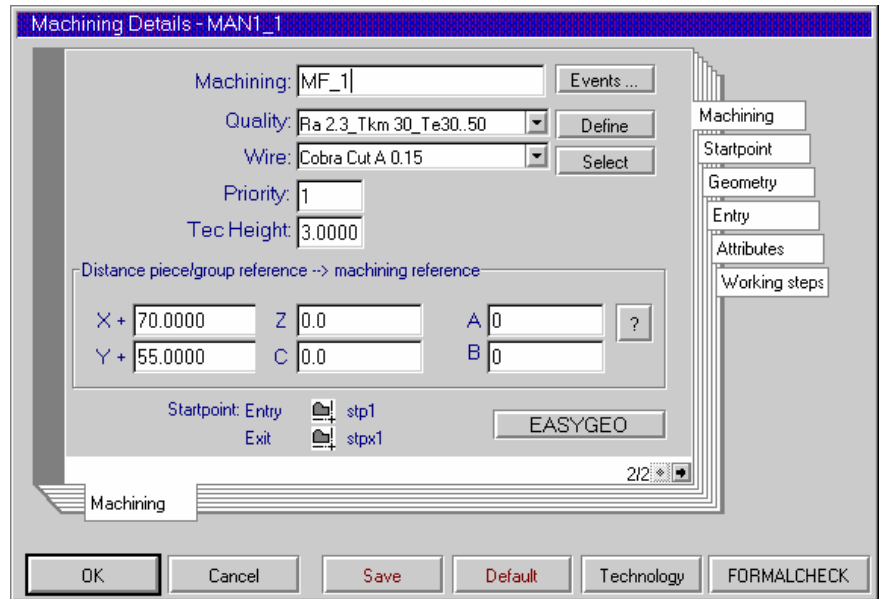 Machining Details - MAN1_1
Machining: MF_1 Events ...
Quality: Ra 2.3_Tkm 30_Te30..50 Define
Wire: Cobra Cut A 0.15 Select
Priority: 1
Tec Height: 3.0000
Distance piece/group reference --> machining reference
X + 70.0000 Z 0.0 A 0 ?
Y + 55.0000 C 0.0 B 0
Startpoint: Entry stp1
Exit stpx1
EASYGEO
2/2
Machining
Machining
Startpoint
Geometry
Entry
Attributes
Working steps
OK Cancel Save Default Technology FORMALCHECK